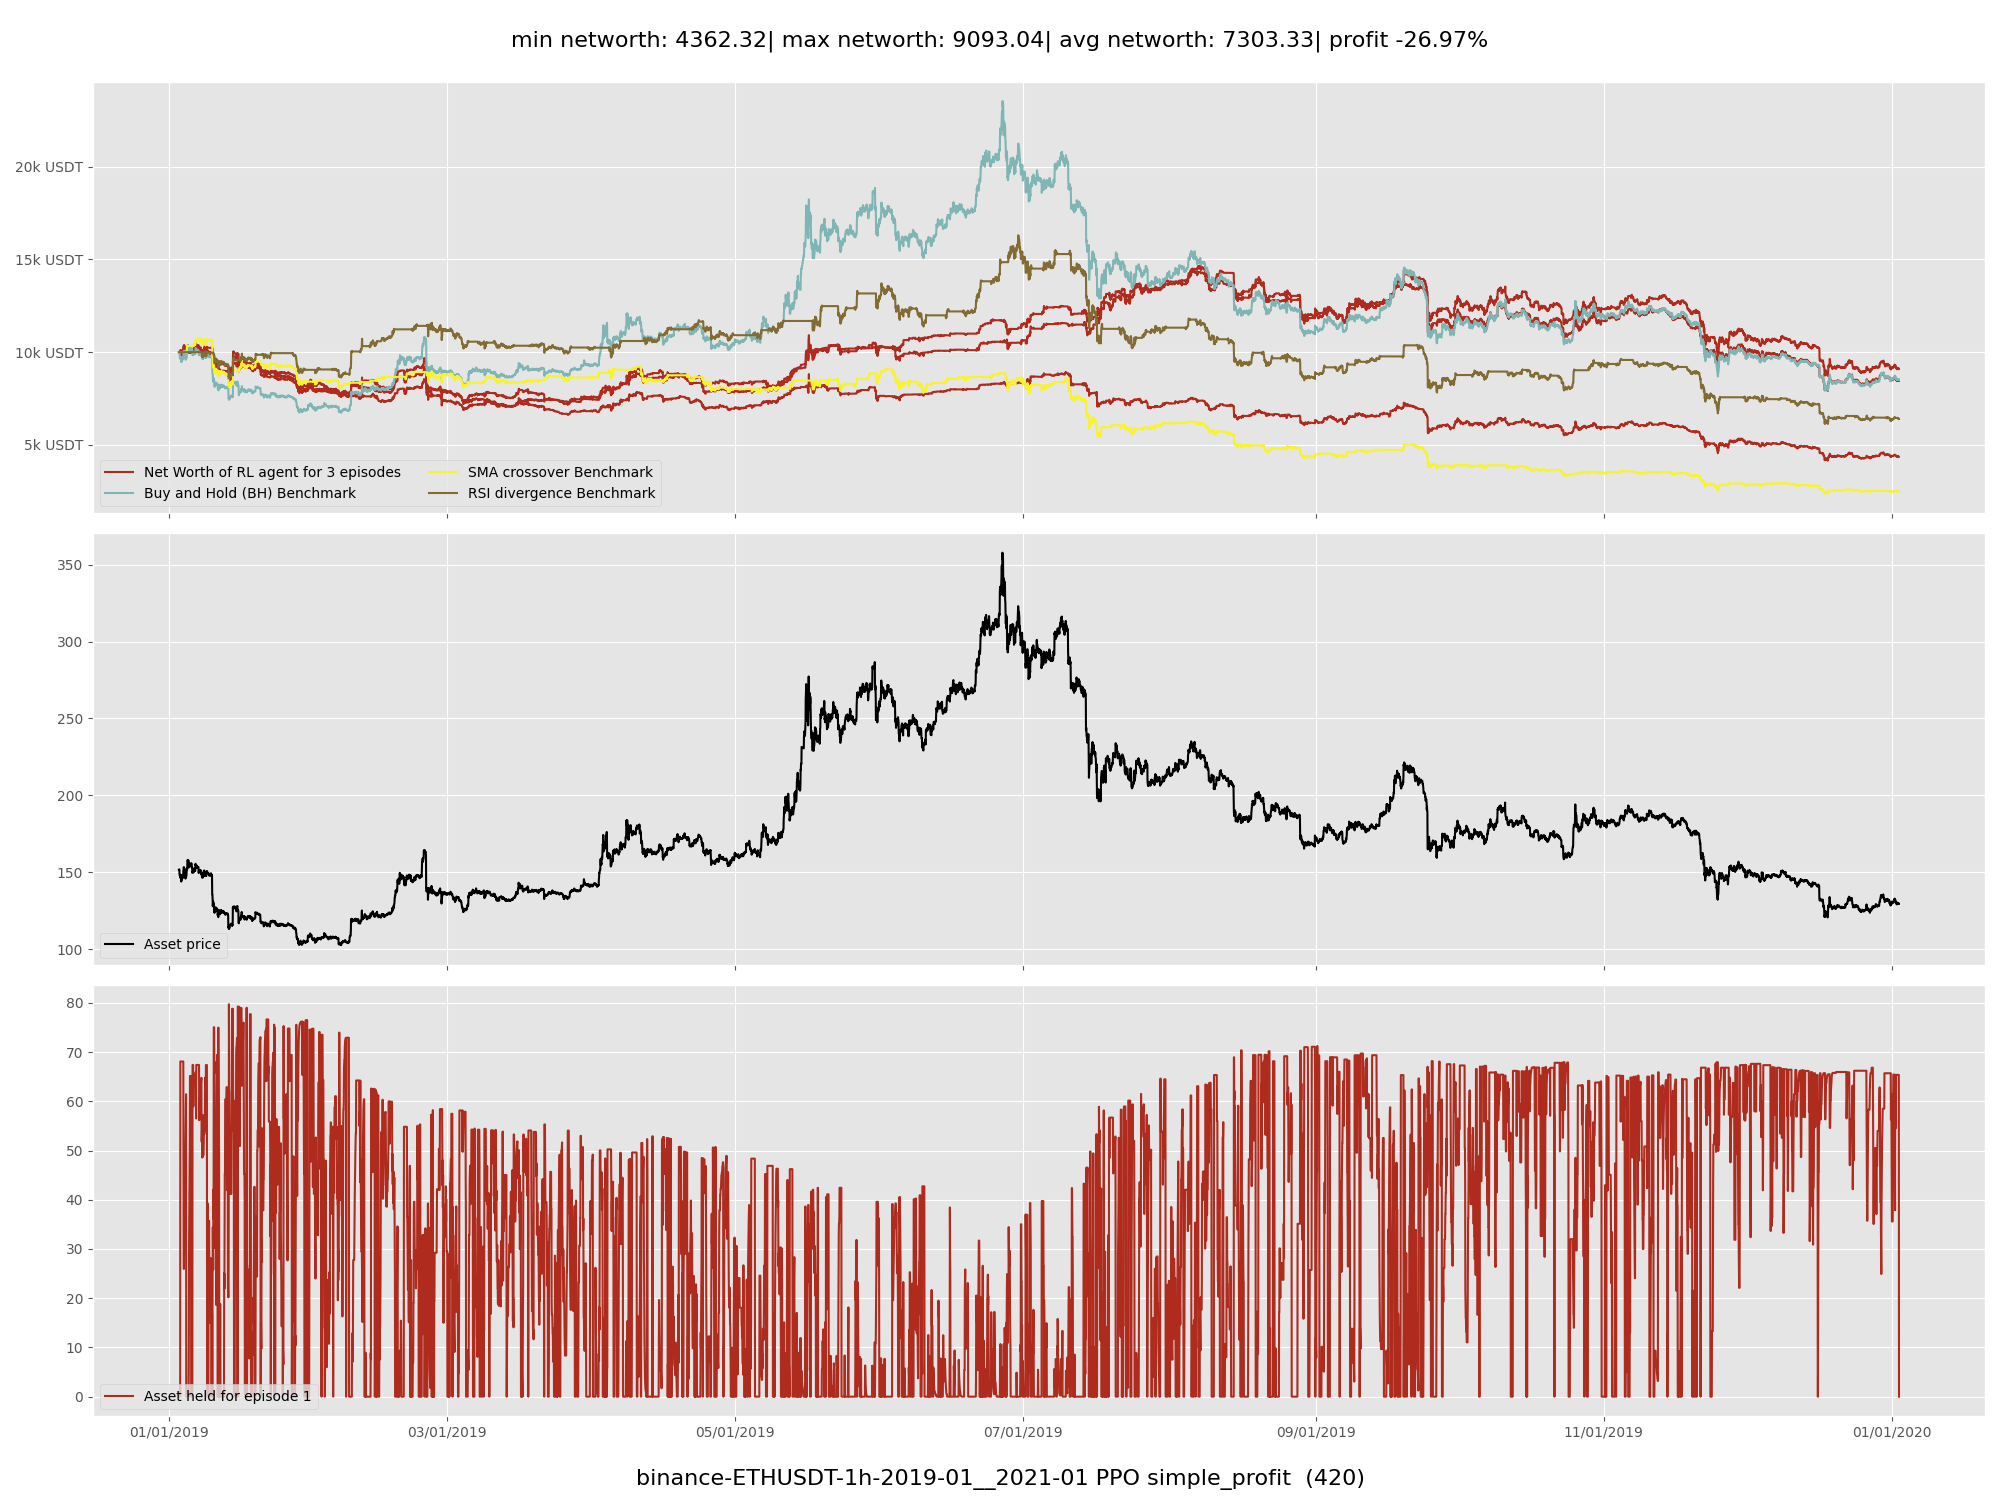 min networth: 4362.32| max networth: 9093.04| avg networth: 7303.33| profit -26.97%
20k USDT
15k USDT
10k USDT
5k USDT
Net Worth of RL agent for 3 episodes
Buy and Hold (BH) Benchmark
SMA crossover Benchmark
RSI divergence Benchmark
350
300
250
200
150
100
Asset price
80
70
60
50
40
30
20
10
0
Asset held for episode 1
01/01/2019 03/01/2019 05/01/2019 07/01/2019 09/01/2019 11/01/2019 01/01/2020
binance-ETHUSDT-1h-2019-01__2021-01 PPO simple_profit (420)